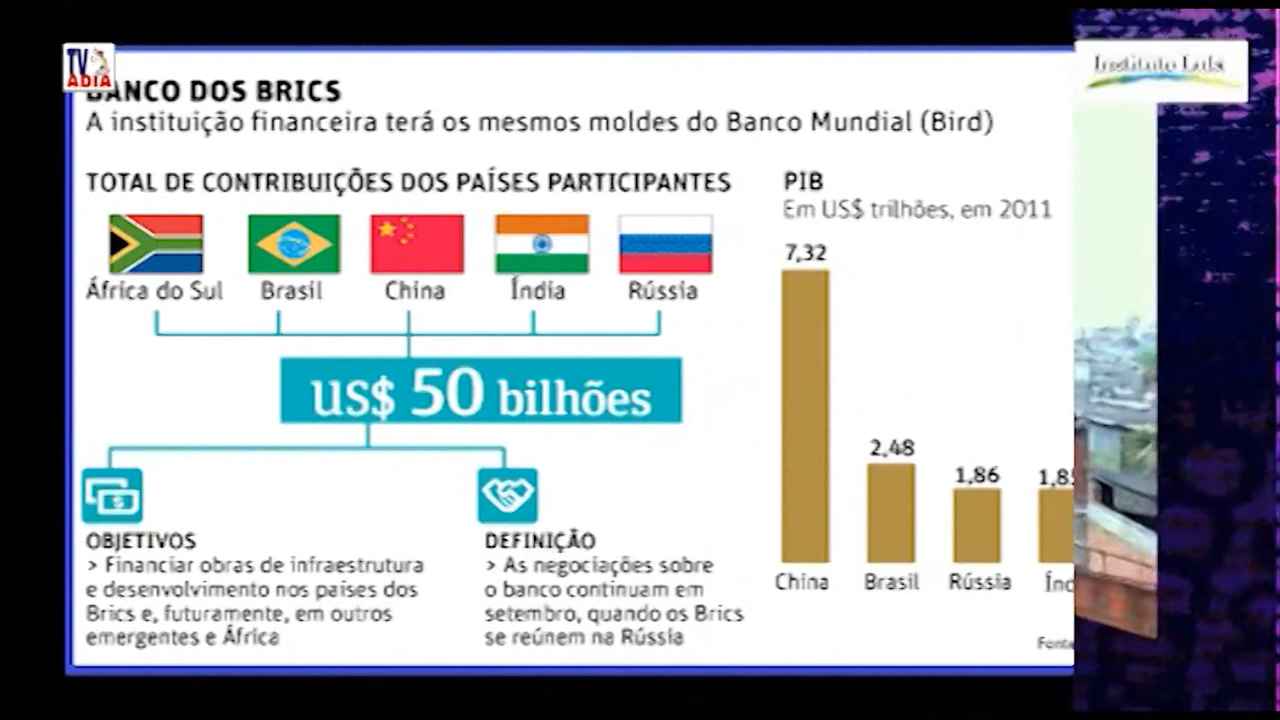 TV
ADIA
Instituto Lula
BANCO DOS BRICS
A instituição financeira terá os mesmos moldes do Banco Mundial (Bird)
TOTAL DE CONTRIBUIÇÕES DOS PAÍSES PARTICIPANTES
África do Sul
Brasil
China
Índia
Rússia
US$ 50 bilhões
OBJETIVOS
> Financiar obras de infraestrutura
e desenvolvimento nos países dos
Brics e, futuramente, em outros
emergentes e África
DEFINIÇÃO
> As negociações sobre
o banco continuam em
setembro, quando os Brics
se reúnem na Rússia
PIB
Em US$ trilhões, em 2011
7,32
2,48
1,86
1,85
China
Brasil
Rússia
Índ
Fonte